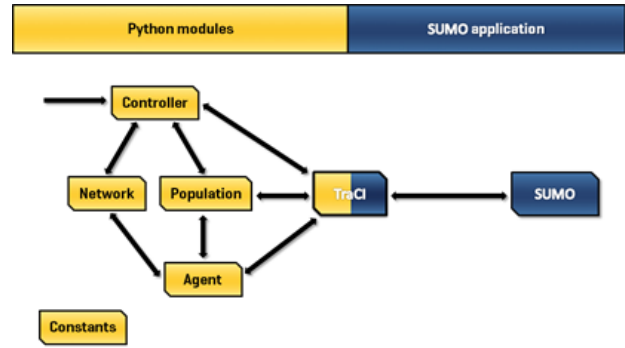 Python modules
SUMO application
Controller
Network
Population
TraCI
SUMO
Agent
Constants